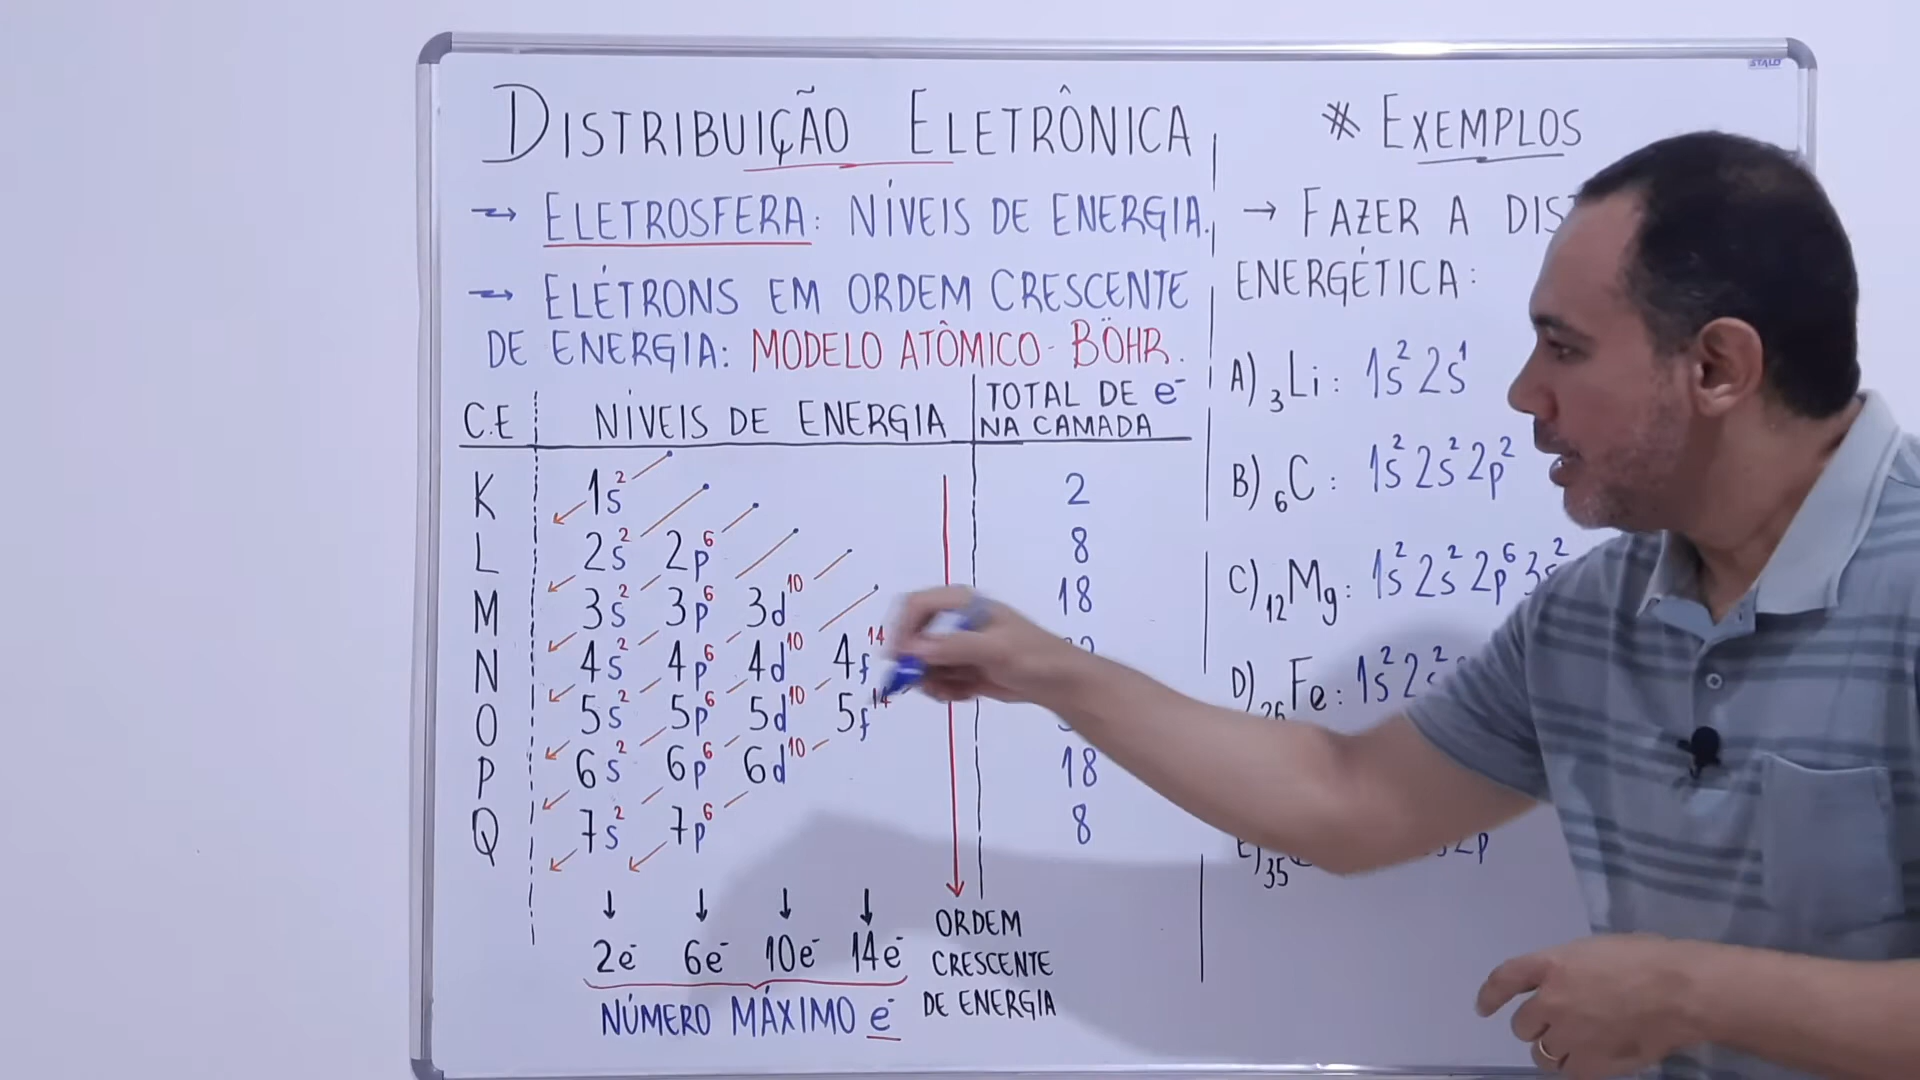 STALO
DISTRIBUIÇÃO ELETRÔNICA
→ ELETROSFERA: NÍVEIS DE ENERGIA.
→ ELÉTRONS EM ORDEM CRESCENTE
DE ENERGIA: MODELO ATÔMICO - BÖHR.
C.E NÍVEIS DE ENERGIA TOTAL DE e⁻
NA CAMADA
K 1s² 2
L 2s² 2p⁶ 8
M 3s² 3p⁶ 3d¹⁰ 18
N 4s² 4p⁶ 4d¹⁰ 4f¹⁴
O 5s² 5p⁶ 5d¹⁰ 5f¹⁴
P 6s² 6p⁶ 6d¹⁰ 18
Q 7s² 7p⁶ 8
↓ ↓ ↓ ↓
2e⁻ 6e⁻ 10e⁻ 14e⁻
NÚMERO MÁXIMO e⁻
ORDEM
CRESCENTE
DE ENERGIA
* EXEMPLOS
→ FAZER A DIS
ENERGÉTICA:
A) ₃Li: 1s² 2s¹
B) ₆C: 1s² 2s² 2p²
C) ₁₂Mg: 1s² 2s² 2p⁶ 3s²
D) ₂₆Fe: 1s² 2s²
E) ₃₅